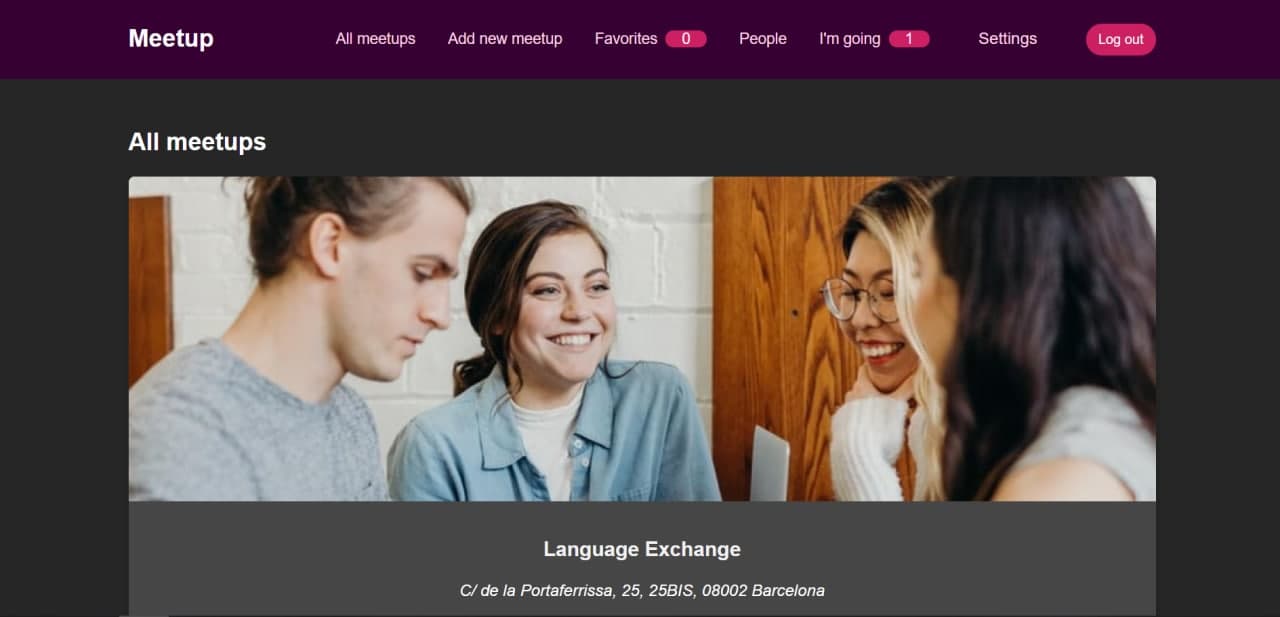 Meetup All meetups Add new meetup Favorites 0 People I'm going 1 Settings Log out
All meetups
Language Exchange
C/ de la Portaferrissa, 25, 25BIS, 08002 Barcelona